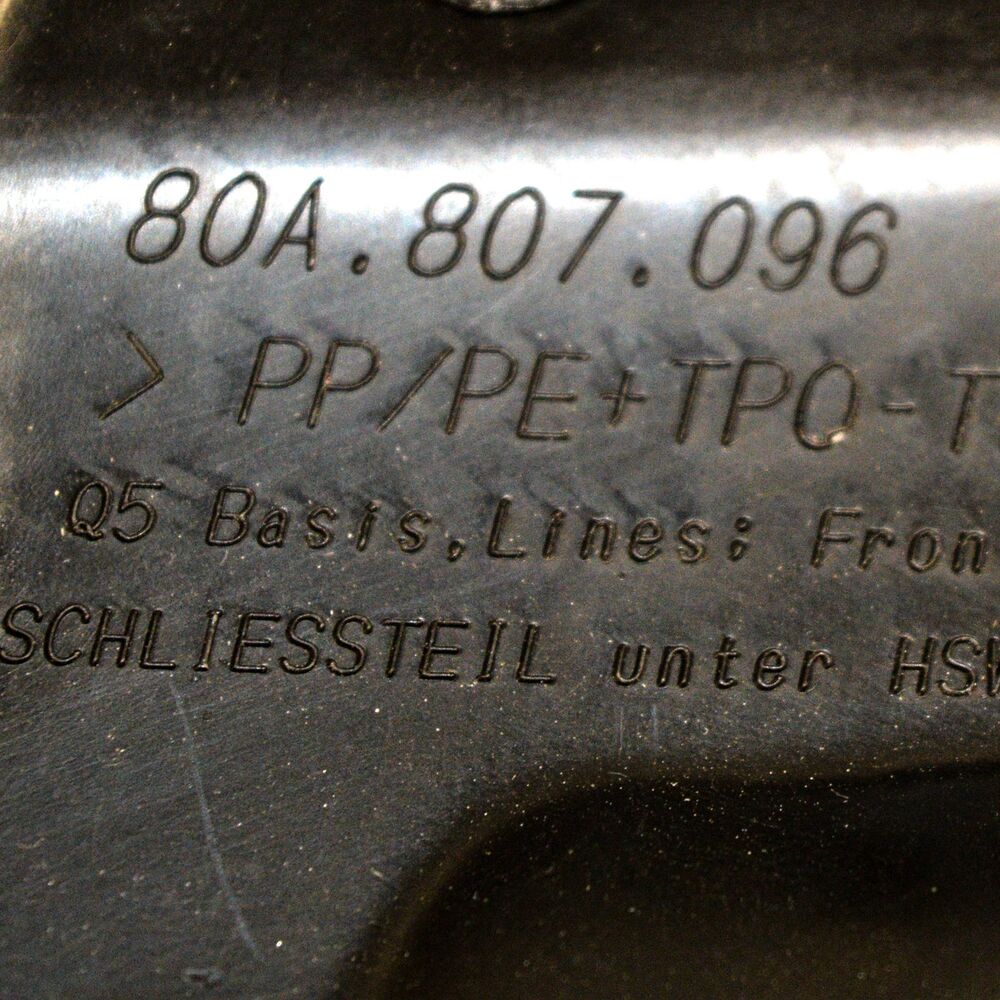 80A.807.096
> PP/PE+TPO-T
Q5 Basis,Lines; Fron
SCHLIESSTEIL unter HSW